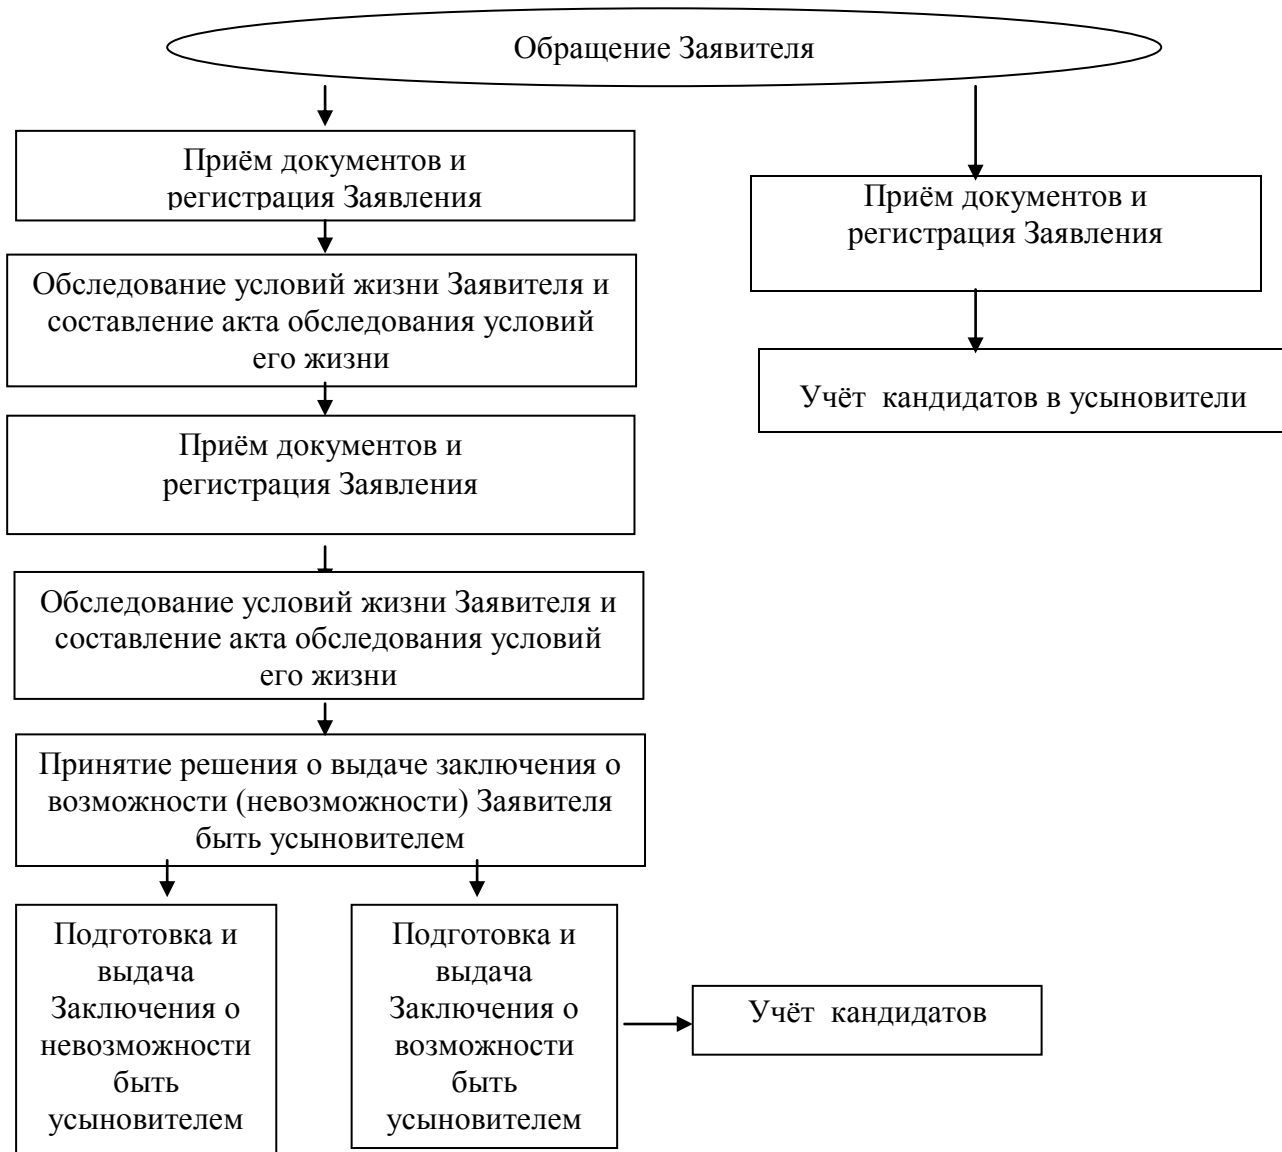 Обращение Заявителя
Приём документов и
регистрация Заявления
Приём документов и
регистрация Заявления
Обследование условий жизни Заявителя и
составление акта обследования условий
его жизни
Учёт кандидатов в усыновители
Приём документов и
регистрация Заявления
Обследование условий жизни Заявителя и
составление акта обследования условий
его жизни
Принятие решения о выдаче заключения о
возможности (невозможности) Заявителя
быть усыновителем
Подготовка и
выдача
Заключения о
невозможности
быть
усыновителем
Подготовка и
выдача
Заключения о
возможности
быть
усыновителем
Учёт кандидатов